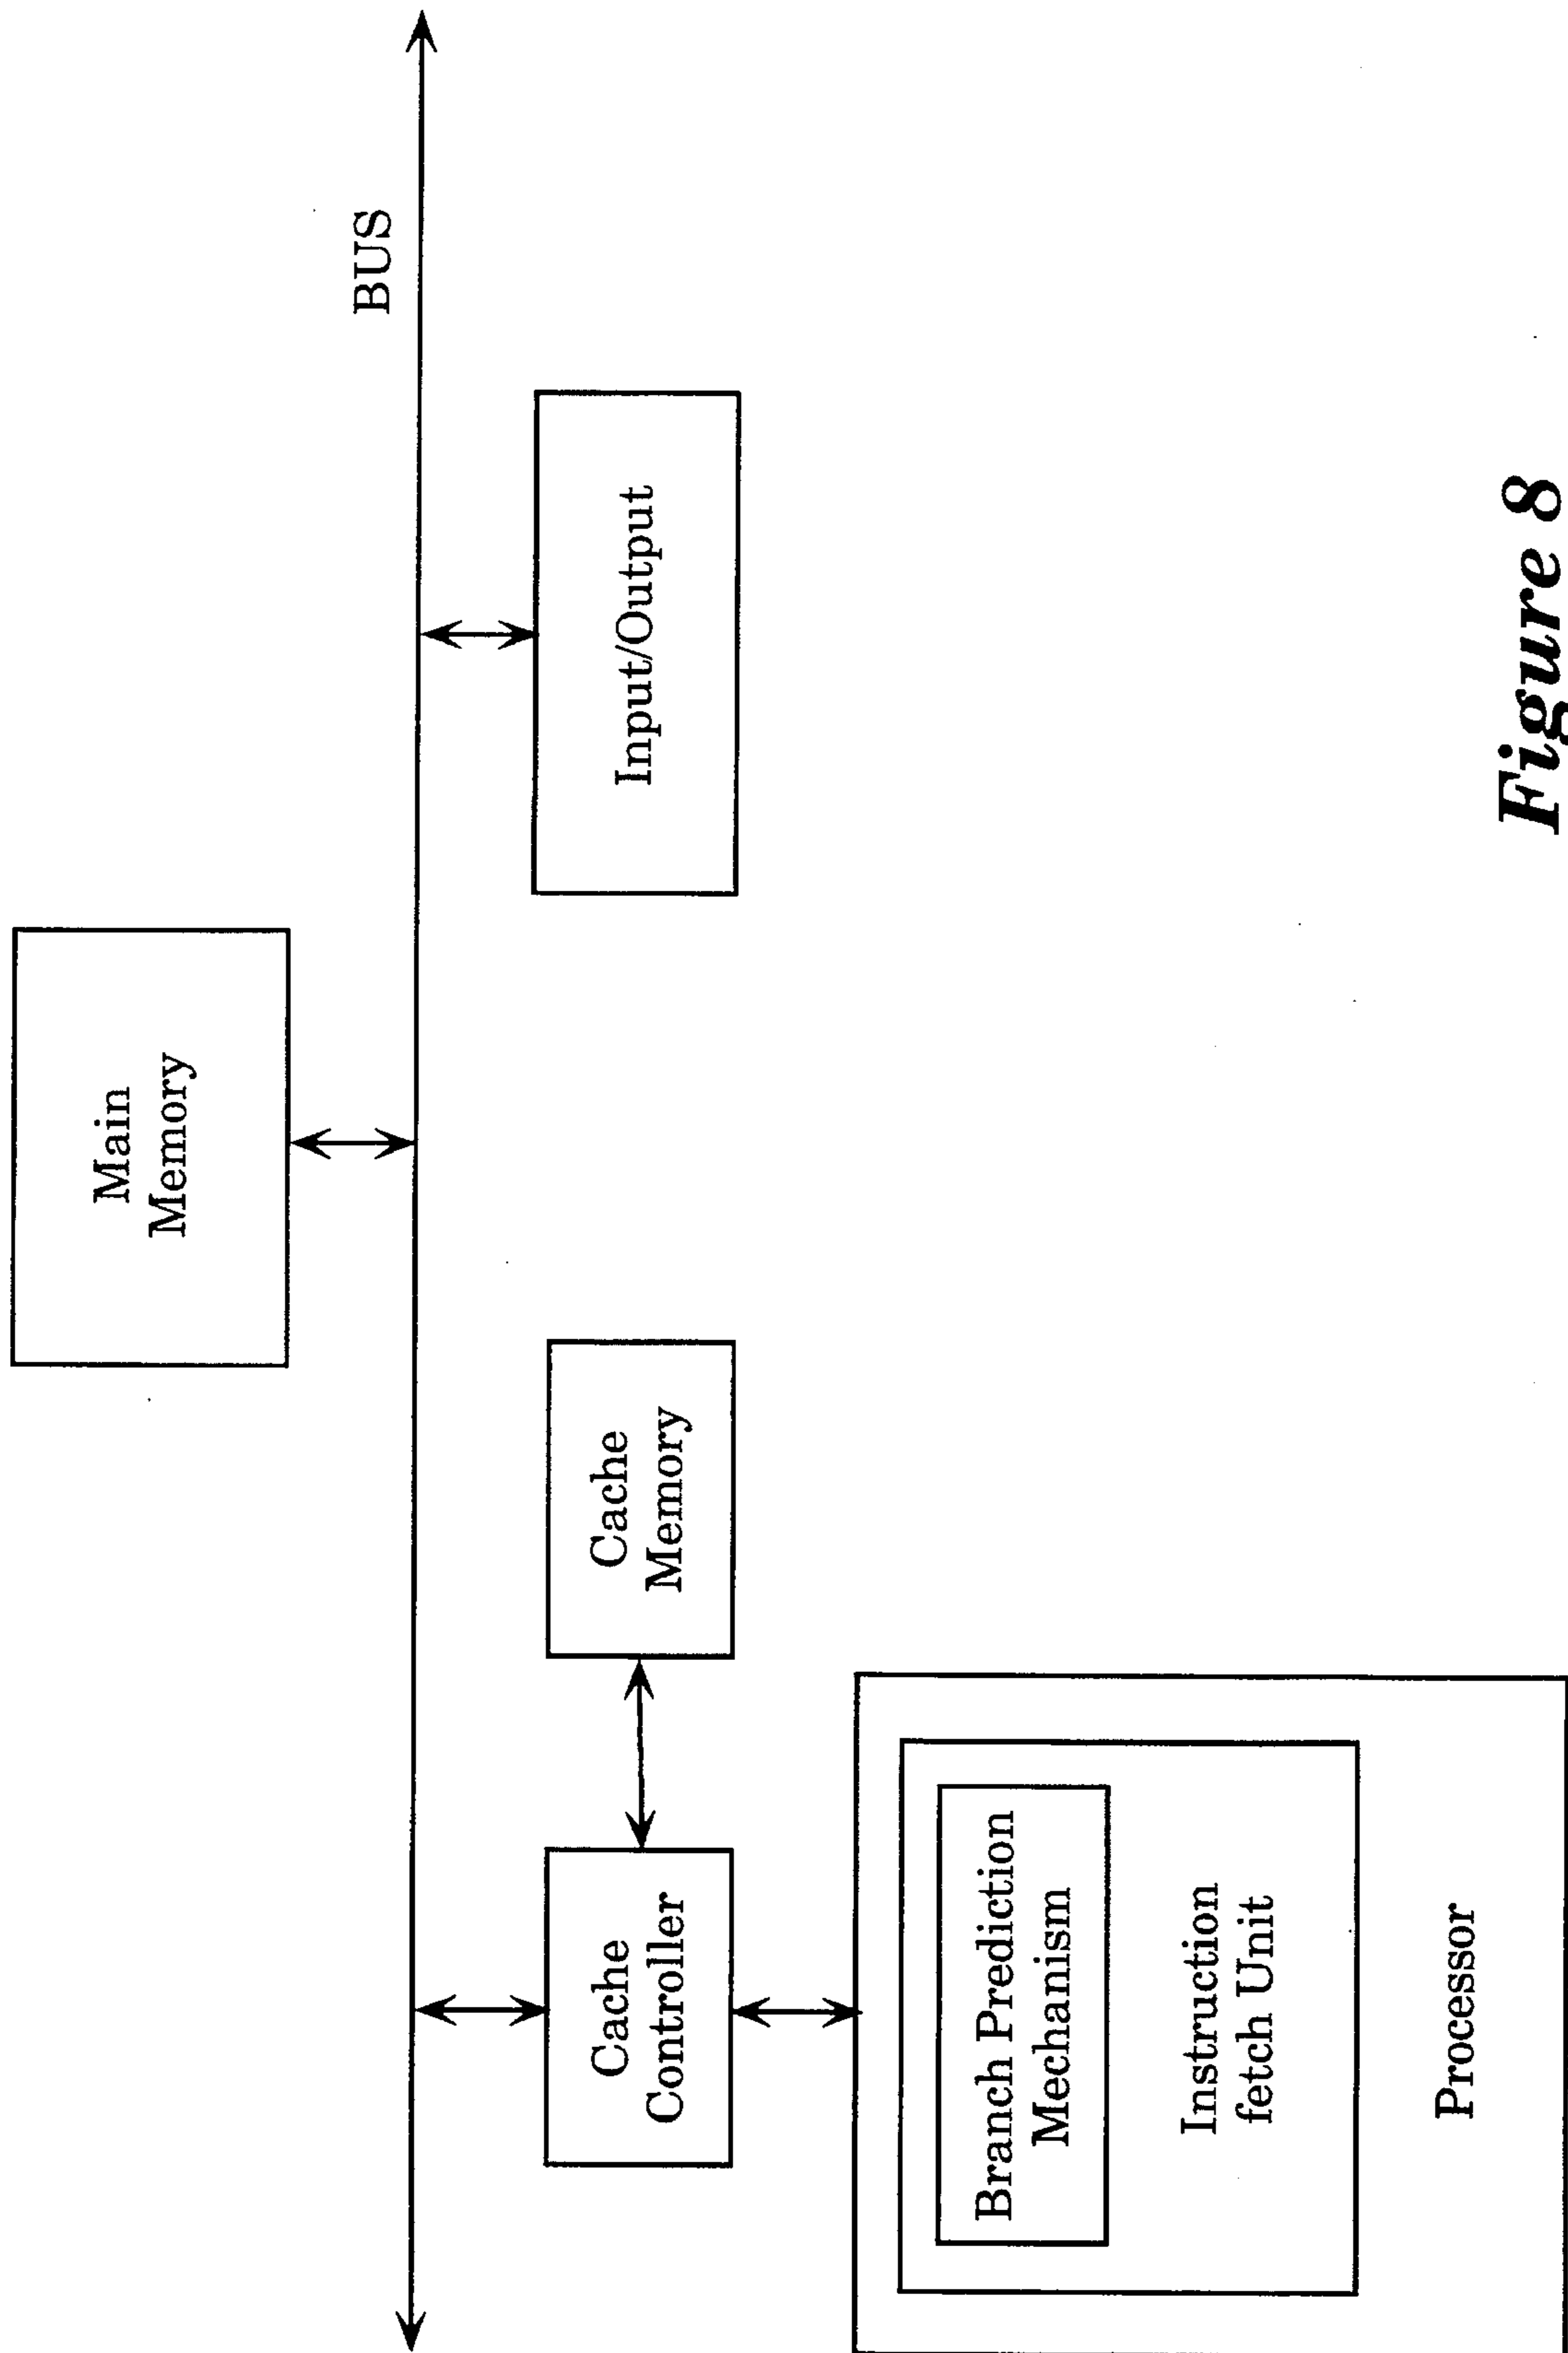 Main
Memory
BUS
Cache
Controller
Cache
Memory
Input/Output
Branch Prediction
Mechanism
Instruction
fetch Unit
Processor
Figure 8